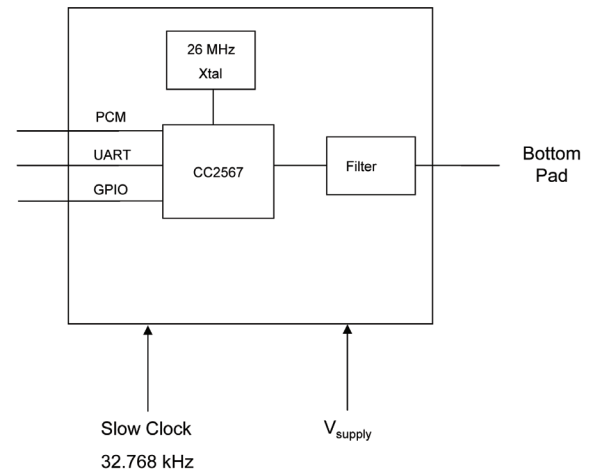 26 MHz
Xtal
PCM
UART
GPIO
CC2567
Filter
Bottom
Pad
Slow Clock
32.768 kHz
Vsupply